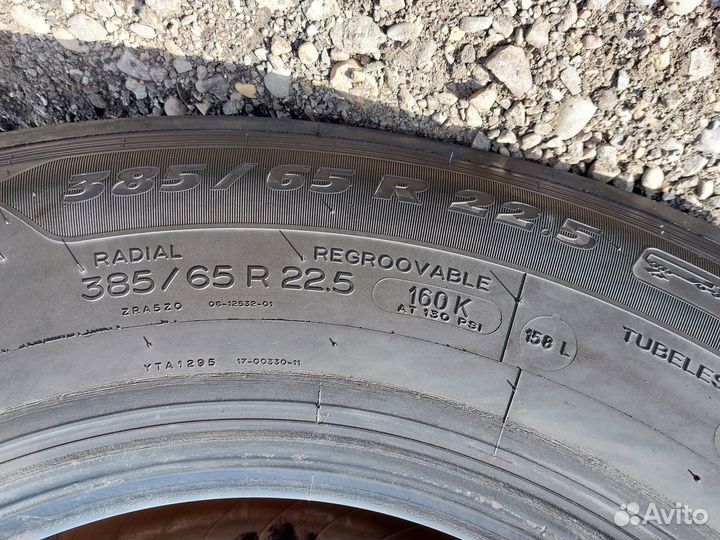 385/65 R 22,5
RADIAL
385/65 R 22.5
REGROOVABLE
160 K
AT 130 PSI
ZRA5ZO 06-12532-01
158 L
TUBELES
YTA1295 17-00330-11
Avito